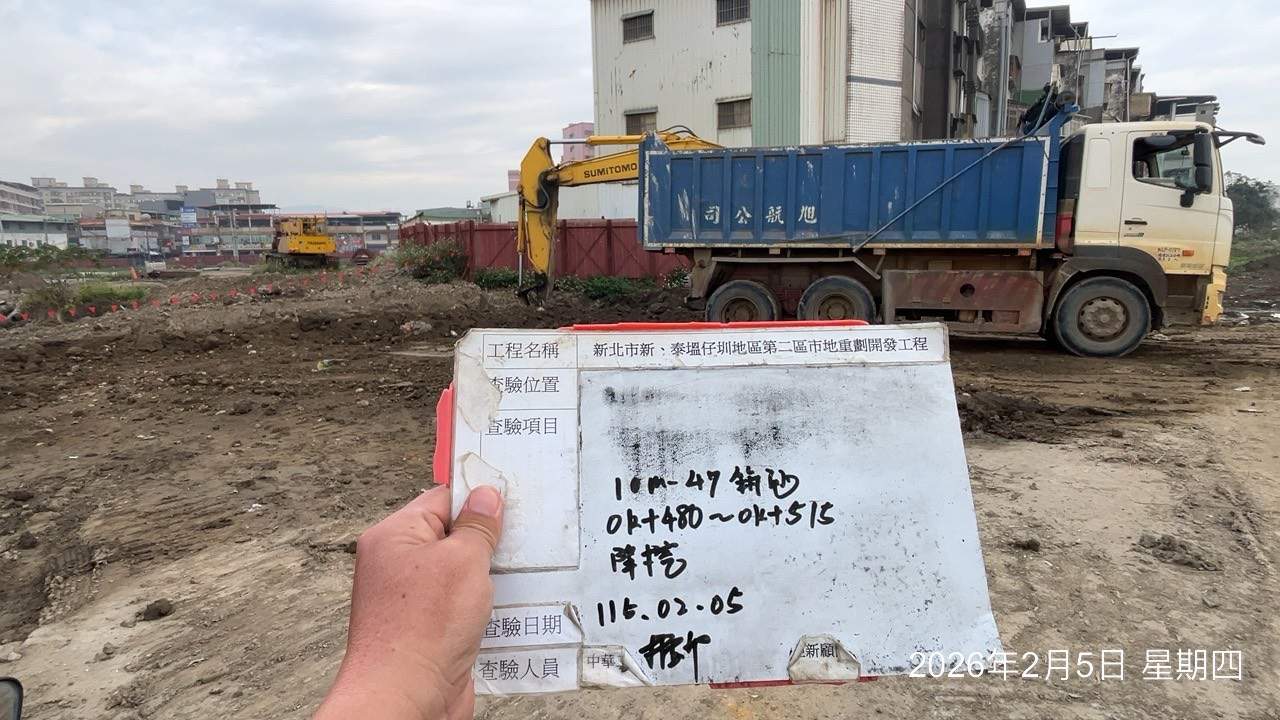 SUMITOMO
旭航公司
工程名稱 新北市新、泰塭仔圳地區第二區市地重劃開發工程
查驗位置
查驗項目
10m-47
0k+480~0k+515
降挖
查驗日期 115.02.05
查驗人員 中華
新顧
2026年2月5日 星期四